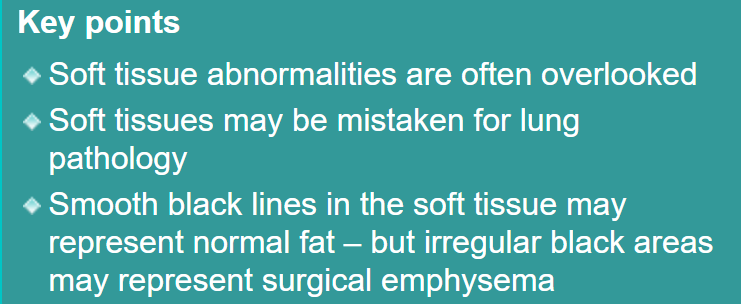 Key points
Soft tissue abnormalities are often overlooked
Soft tissues may be mistaken for lung
pathology
Smooth black lines in the soft tissue may
represent normal fat – but irregular black areas
may represent surgical emphysema